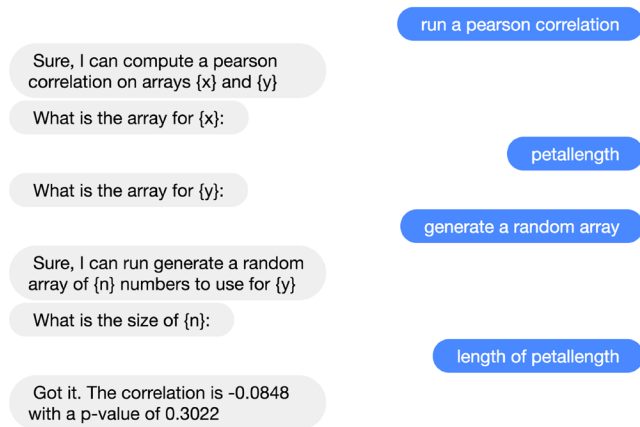 run a pearson correlation
Sure, I can compute a pearson
correlation on arrays {x} and {y}
What is the array for {x}:
petallength
What is the array for {y}:
generate a random array
Sure, I can run generate a random
array of {n} numbers to use for {y}
What is the size of {n}:
length of petallength
Got it. The correlation is -0.0848
with a p-value of 0.3022